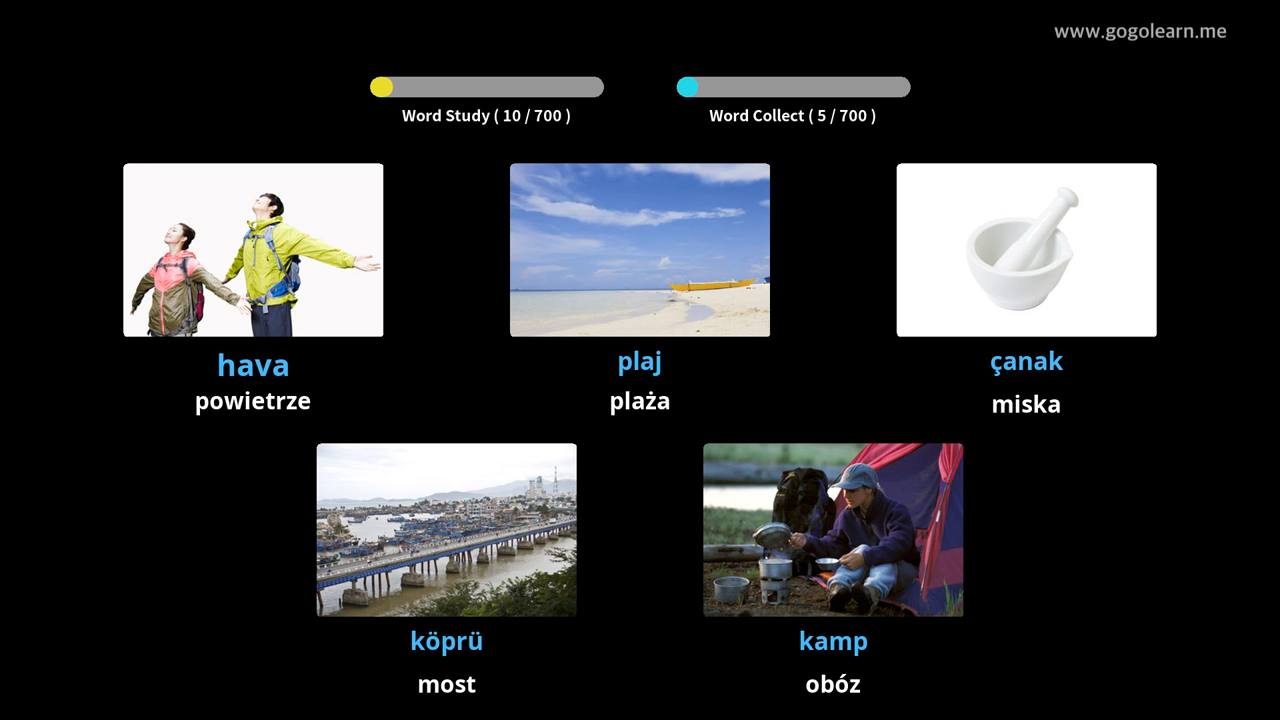 www.gogolearn.me
Word Study ( 10 / 700 )
Word Collect ( 5 / 700 )
hava
powietrze
plaj
plaża
çanak
miska
köprü
most
kamp
obóz